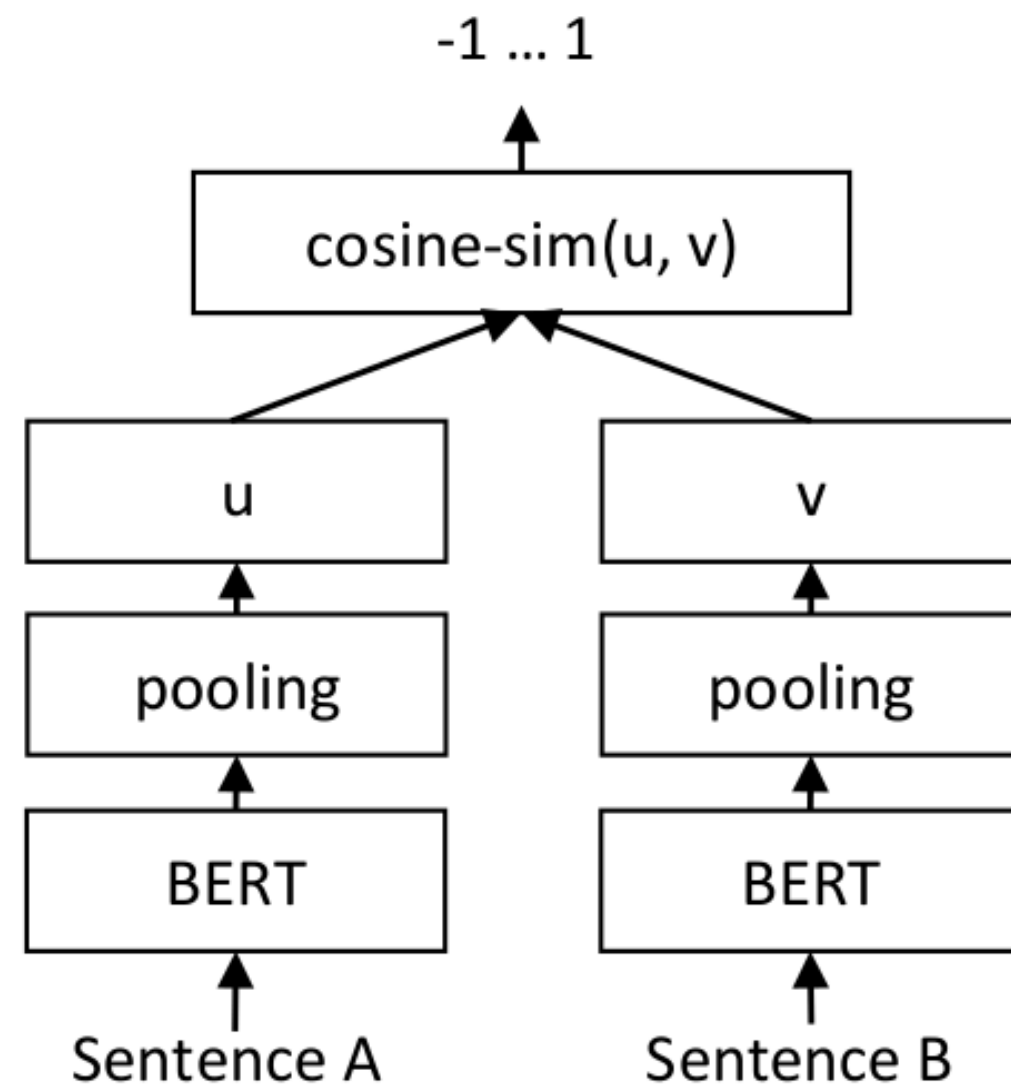 -1 ... 1
cosine-sim(u, v)
u
v
pooling
pooling
BERT
BERT
Sentence A
Sentence B